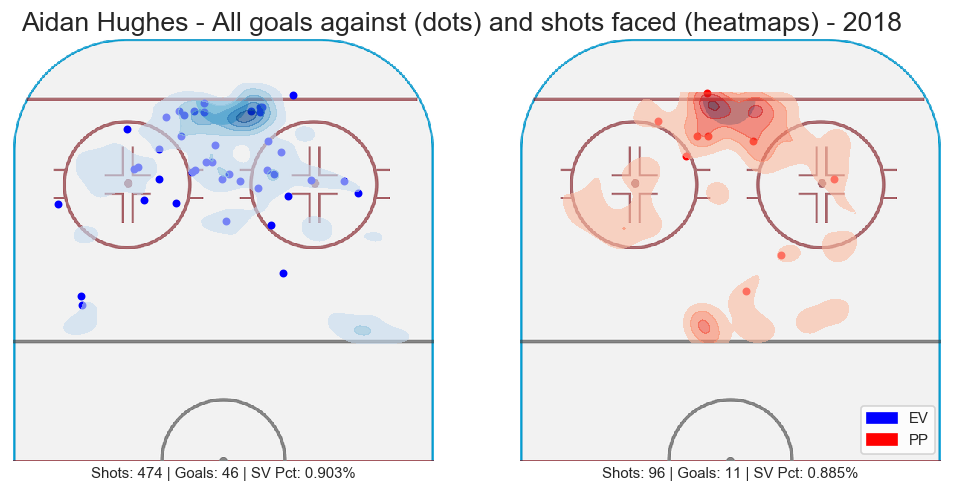 Aidan Hughes - All goals against (dots) and shots faced (heatmaps) - 2018
EV
PP
Shots: 474 | Goals: 46 | SV Pct: 0.903%
Shots: 96 | Goals: 11 | SV Pct: 0.885%